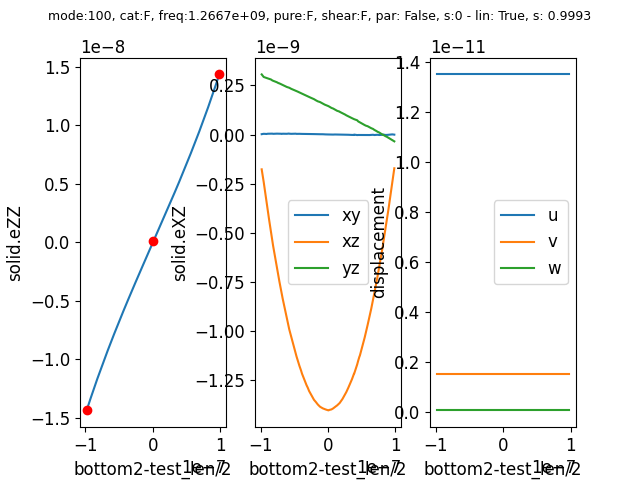 mode:100, cat:F, freq:1.2667e+09, pure:F, shear:F, par: False, s:0 - lin: True, s: 0.9993
1e−8
1.5
1.0
0.5
0.0
−0.5
−1.0
−1.5
solid.eZZ
−1 0 1
1e−7
bottom2-test_len/2
1e−9
0.25
0.00
−0.25
−0.50
−0.75
−1.00
−1.25
solid.eXZ
xy
xz
yz
−1 0 1
1e−7
bottom2-test_len/2
1e−11
1.4
1.2
1.0
0.8
0.6
0.4
0.2
0.0
displacement
u
v
w
−1 0 1
1e−7
bottom2-test_len/2